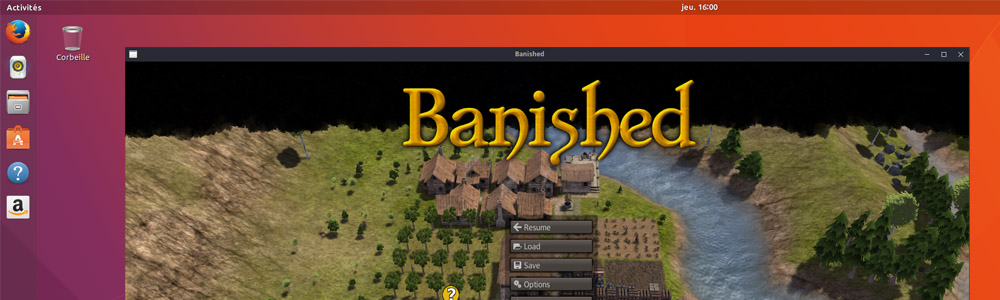 Activités
jeu. 16:00
Corbeille
Banished
Banished
Resume
Load
Save
Options